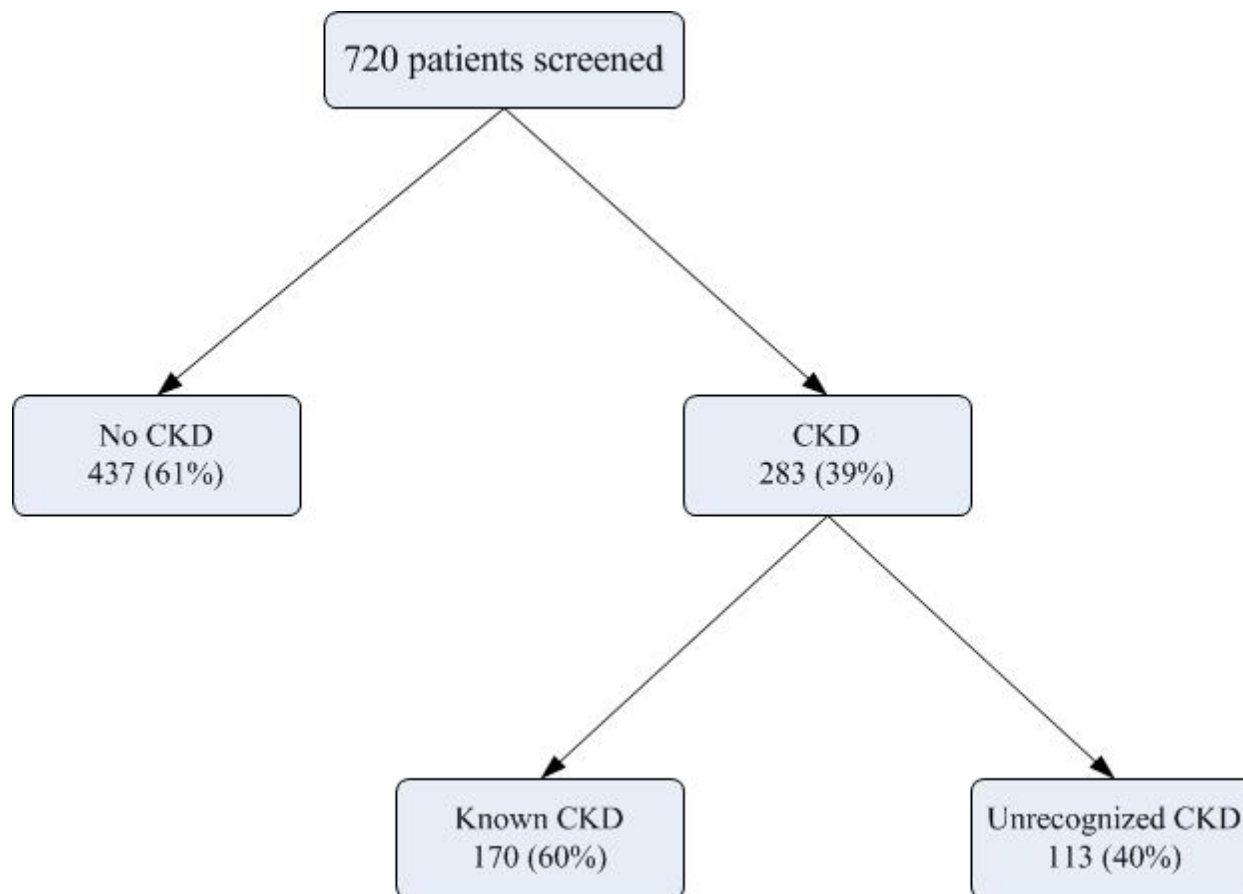 720 patients screened
No CKD
437 (61%)
CKD
283 (39%)
Known CKD
170 (60%)
Unrecognized CKD
113 (40%)